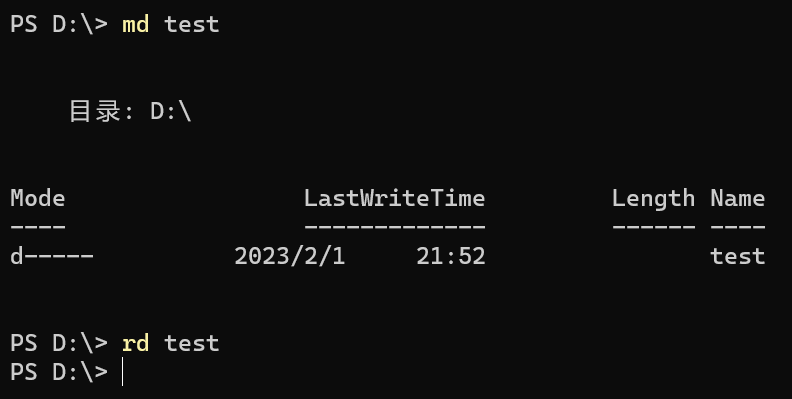 PS D:\> md test
目录: D:\
Mode                 LastWriteTime         Length Name
----                 -------------         ------ ----
d-----          2023/2/1     21:52                test
PS D:\> rd test
PS D:\>